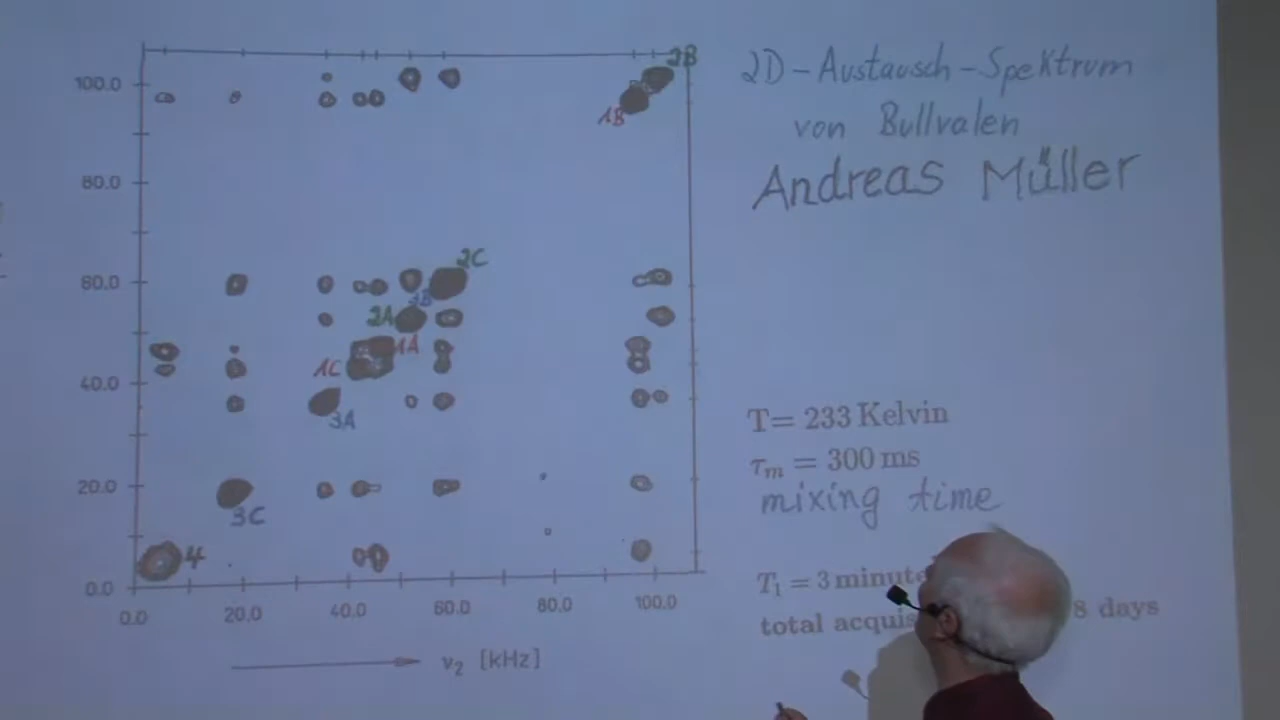 2D-Austausch-Spektrum
von Bullvalen
Andreas Müller
100.0
80.0
60.0
40.0
20.0
0.0
2B
1B
2C
3B
2A
1A
1C
3A
3C
4
0.0 20.0 40.0 60.0 80.0 100.0
ν₂ [kHz]
T= 233 Kelvin
τₘ = 300 ms
mixing time
T₁ = 3 minute
total acquis 8 days